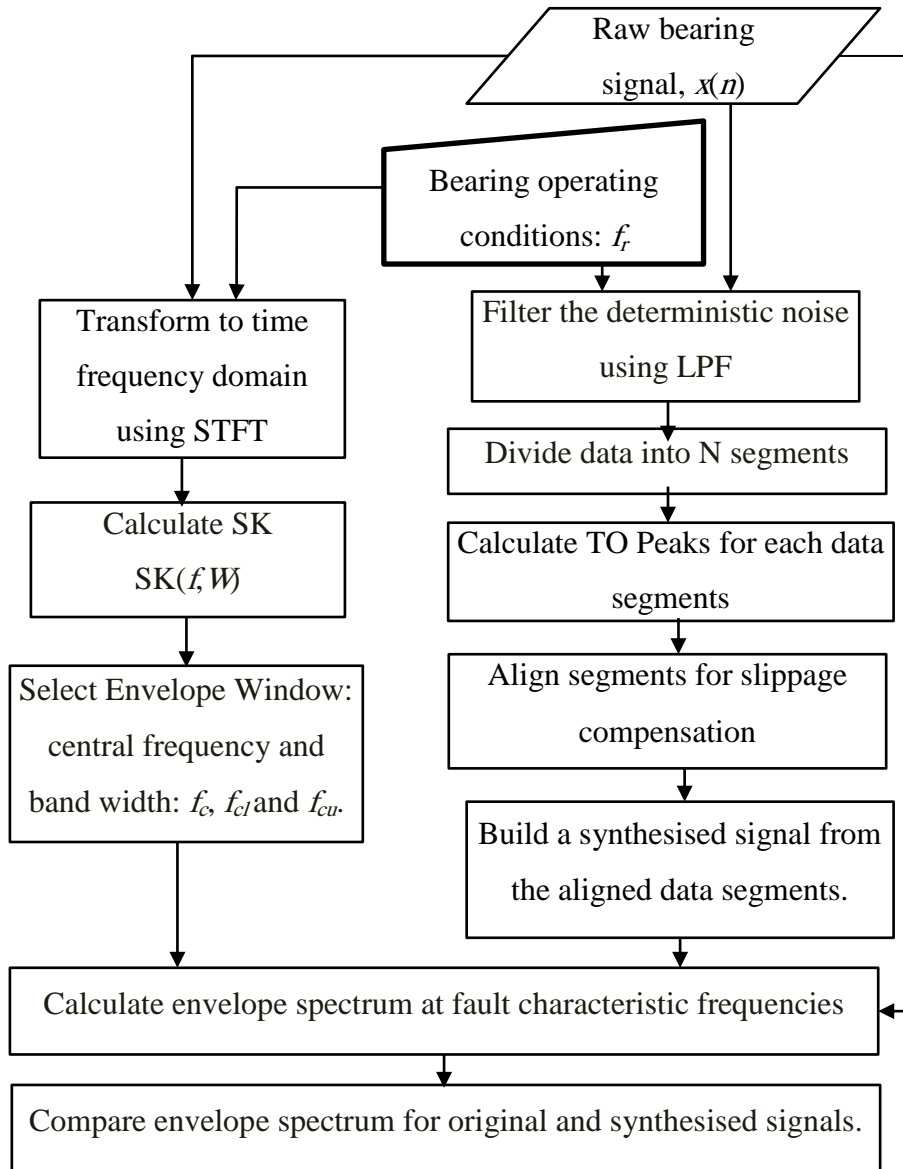 Raw bearing
signal, x(n)
Bearing operating
conditions: fr
Transform to time
frequency domain
using STFT
Calculate SK
SK(f,W)
Select Envelope Window:
central frequency and
band width: fc, fcl and fcu.
Filter the deterministic noise
using LPF
Divide data into N segments
Calculate TO Peaks for each data
segments
Align segments for slippage
compensation
Build a synthesised signal from
the aligned data segments.
Calculate envelope spectrum at fault characteristic frequencies
Compare envelope spectrum for original and synthesised signals.